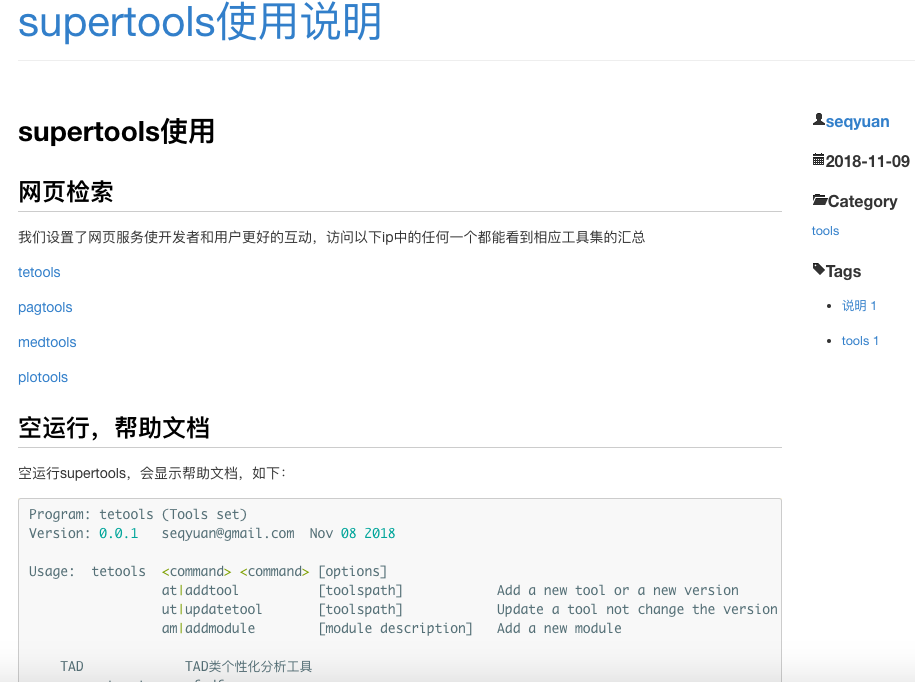 supertools使用说明
supertools使用
网页检索
我们设置了网页服务使开发者和用户更好的互动，访问以下ip中的任何一个都能看到相应工具集的汇总
tetools
pagtools
medtools
plotools
空运行，帮助文档
空运行supertools，会显示帮助文档，如下：
Program: tetools (Tools set)
Version: 0.0.1   seqyuan@gmail.com  Nov 08 2018
Usage:  tetools  <command> <command> [options]
at|addtool          [toolspath]            Add a new tool or a new version
ut|updatetool       [toolspath]            Update a tool not change the version
am|addmodule        [module description]   Add a new module
TAD             TAD类个性化分析工具
seqyuan
2018-11-09
Category
tools
Tags
说明 1
tools 1